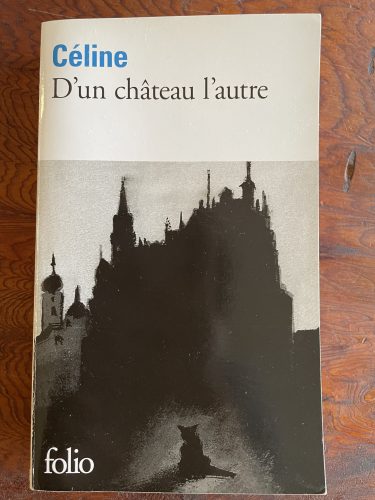 Céline
D'un château l'autre
folio